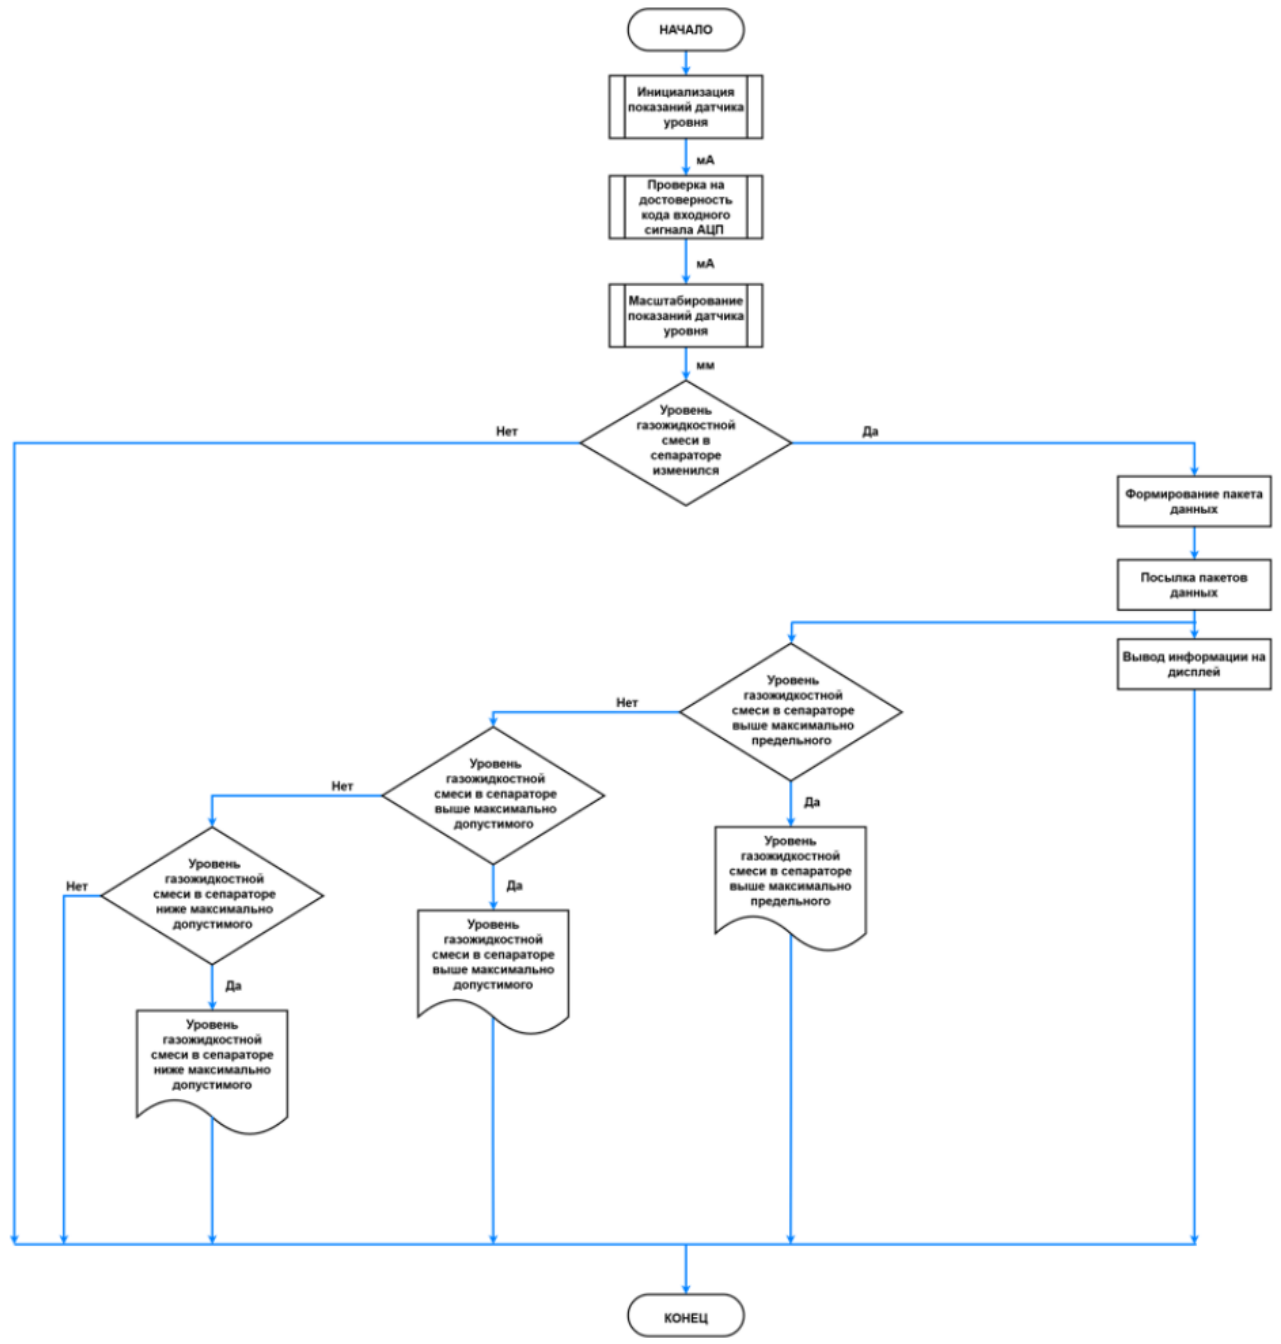 НАЧАЛО
Инициализация
показаний датчика
уровня
мА
Проверка на
достоверность
кода входного
сигнала АЦП
мА
Масштабирование
показаний датчика
уровня
мм
Уровень
газожидкостной
смеси в
сепараторе
изменился
Нет
Да
Формирование пакета
данных
Посылка пакетов
данных
Вывод информации на
дисплей
Уровень
газожидкостной
смеси в сепараторе
выше максимально
предельного
Нет
Да
Уровень
газожидкостной
смеси в сепараторе
выше максимально
предельного
Уровень
газожидкостной
смеси в сепараторе
выше максимально
допустимого
Нет
Да
Уровень
газожидкостной
смеси в сепараторе
выше максимально
допустимого
Уровень
газожидкостной
смеси в сепараторе
ниже максимально
допустимого
Нет
Да
Уровень
газожидкостной
смеси в сепараторе
ниже максимально
допустимого
КОНЕЦ